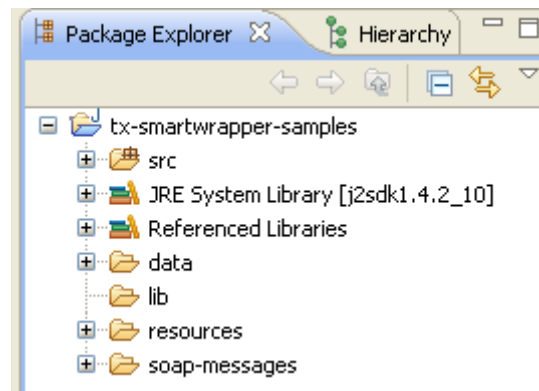 Package Explorer Hierarchy
tx-smartwrapper-samples
src
JRE System Library [j2sdk1.4.2_10]
Referenced Libraries
data
lib
resources
soap-messages